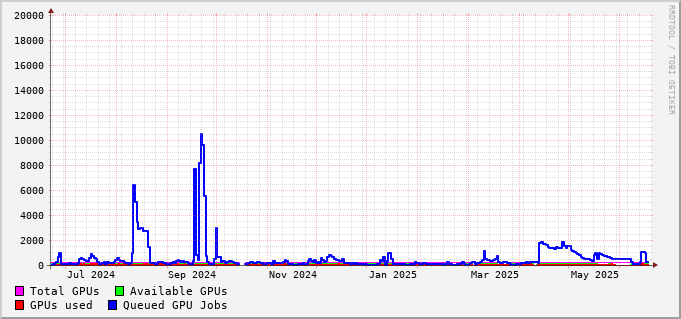 20000
18000
16000
14000
12000
10000
8000
6000
4000
2000
0
Jul 2024 Sep 2024 Nov 2024 Jan 2025 Mar 2025 May 2025
Total GPUs Available GPUs
GPUs used Queued GPU Jobs
RRDTOOL / TOBI OETIKER